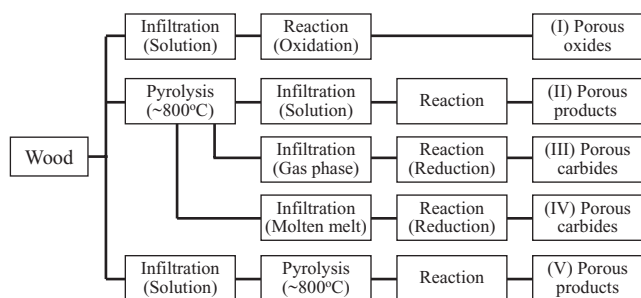 Infiltration
(Solution)
Reaction
(Oxidation)
(I) Porous
oxides
Pyrolysis
(~800°C)
Infiltration
(Solution)
Reaction
(II) Porous
products
Wood
Infiltration
(Gas phase)
Reaction
(Reduction)
(III) Porous
carbides
Infiltration
(Molten melt)
Reaction
(Reduction)
(IV) Porous
carbides
Infiltration
(Solution)
Pyrolysis
(~800°C)
Reaction
(V) Porous
products